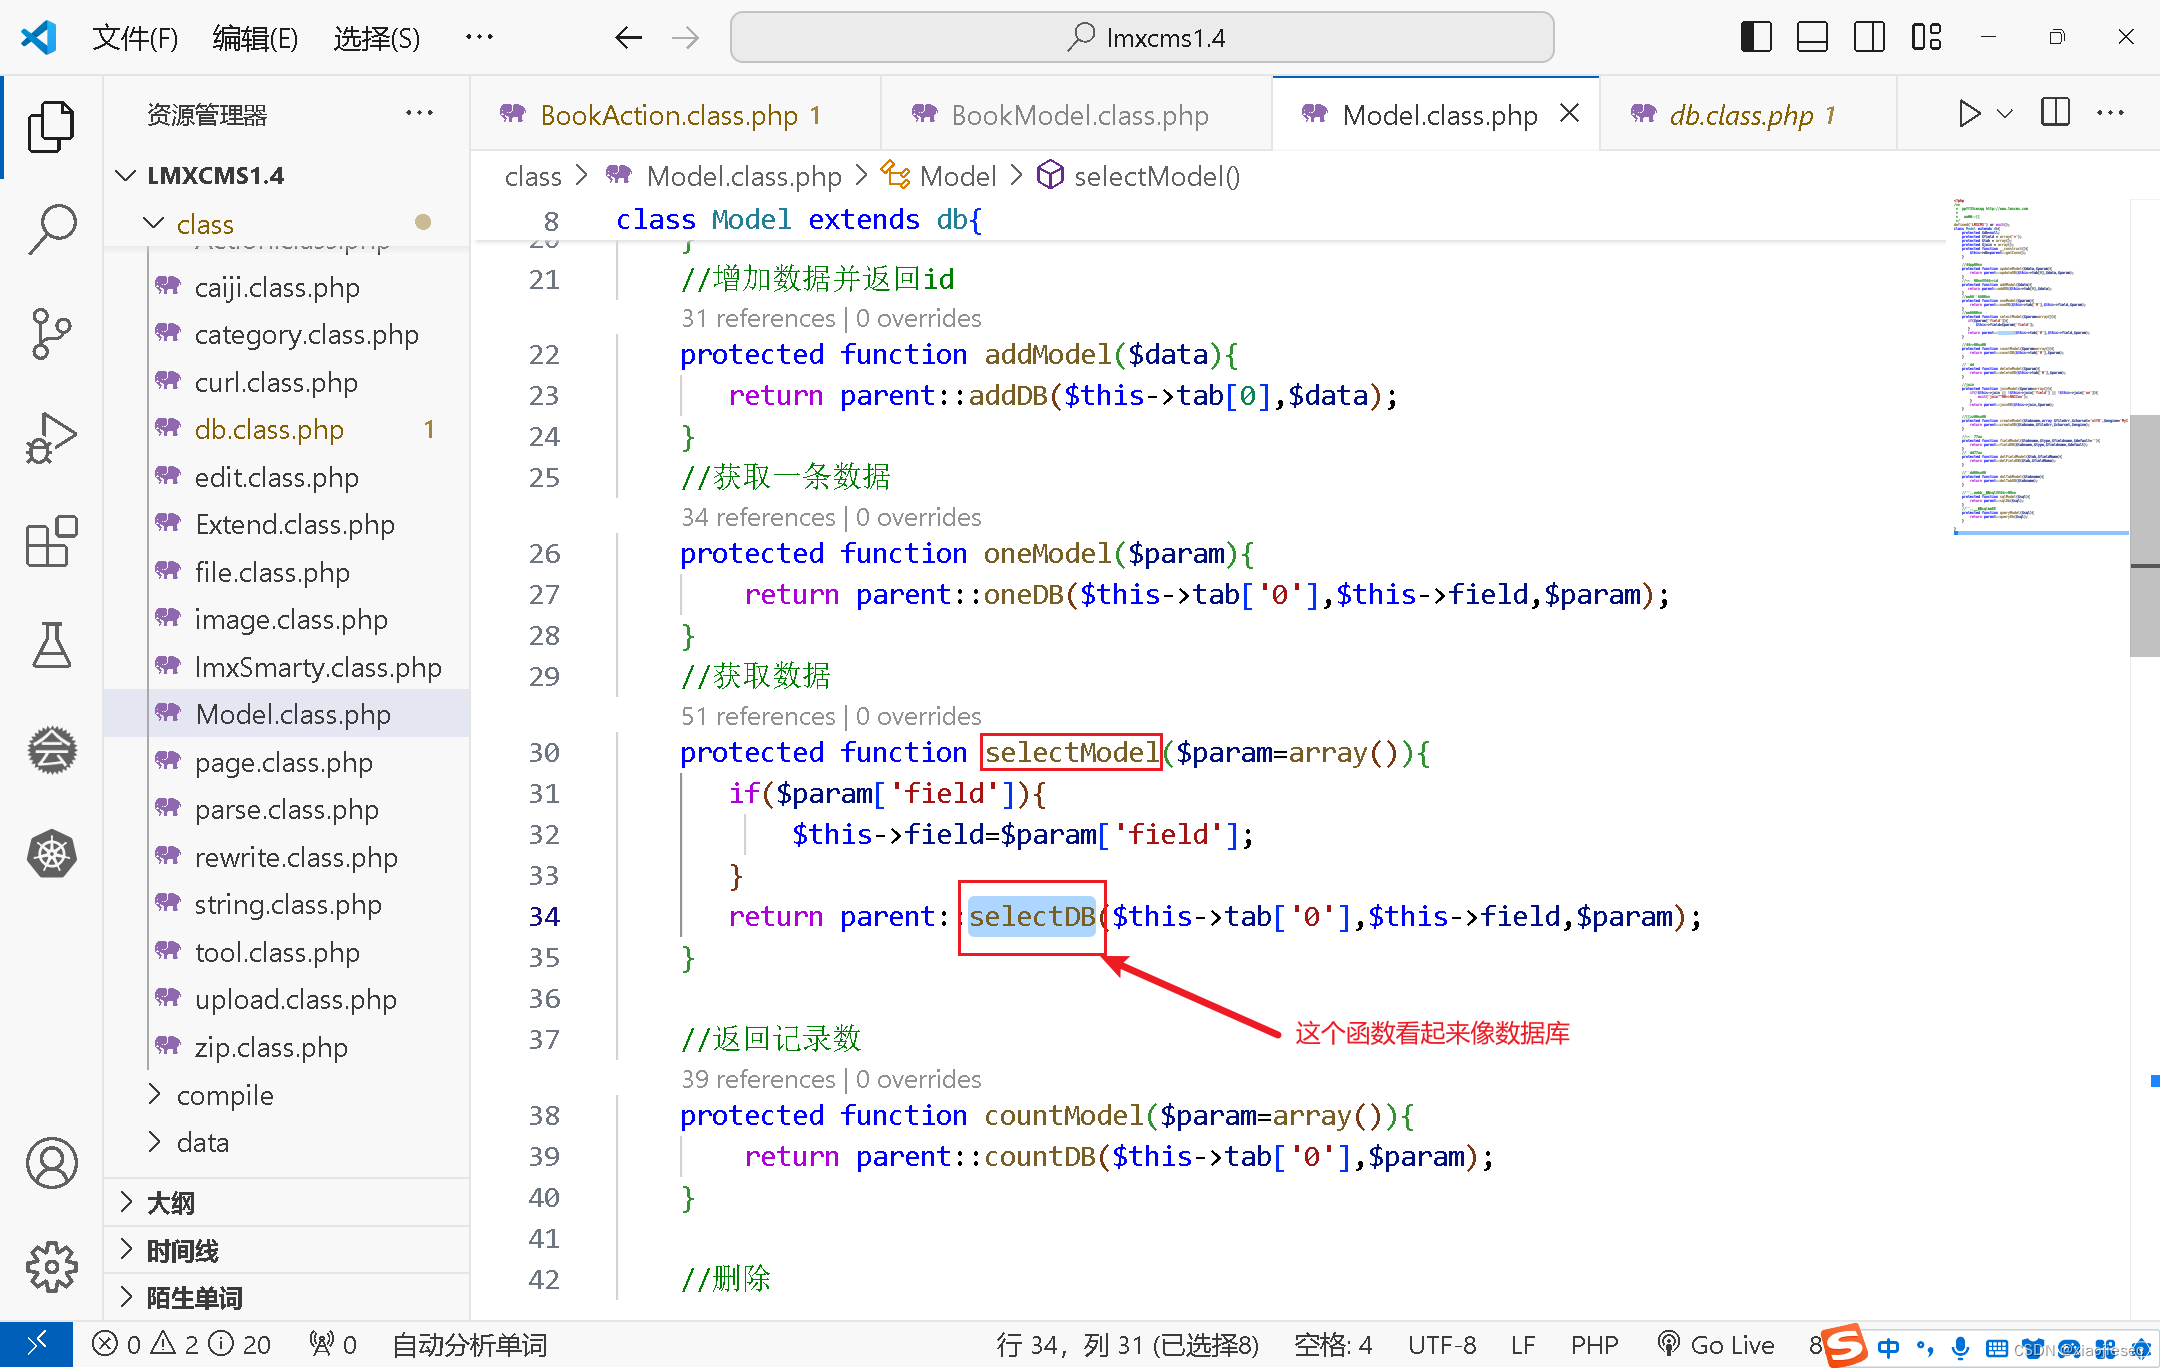 文件(F) 编辑(E) 选择(S) ··· lmxcms1.4
资源管理器 ···
LMXCMS1.4
class
caiji.class.php
category.class.php
curl.class.php
db.class.php 1
edit.class.php
Extend.class.php
file.class.php
image.class.php
lmxSmarty.class.php
Model.class.php
page.class.php
parse.class.php
rewrite.class.php
string.class.php
tool.class.php
upload.class.php
zip.class.php
compile
data
大纲
时间线
陌生单词
BookAction.class.php 1 BookModel.class.php Model.class.php db.class.php 1
class > Model.class.php > Model > selectModel()
8 class Model extends db{
20 }
21 //增加数据并返回id
31 references | 0 overrides
22 protected function addModel($data){
23 return parent::addDB($this->tab[0],$data);
24 }
25 //获取一条数据
34 references | 0 overrides
26 protected function oneModel($param){
27 return parent::oneDB($this->tab['0'],$this->field,$param);
28 }
29 //获取数据
51 references | 0 overrides
30 protected function selectModel($param=array()){
31 if($param['field']){
32 $this->field=$param['field'];
33 }
34 return parent::selectDB($this->tab['0'],$this->field,$param);
35 }
36
这个函数看起来像数据库
37 //返回记录数
39 references | 0 overrides
38 protected function countModel($param=array()){
39 return parent::countDB($this->tab['0'],$param);
40 }
41
42 //删除
0 2 20 0 自动分析单词 行 34，列 31 (已选择8) 空格: 4 UTF-8 LF PHP Go Live 8 中